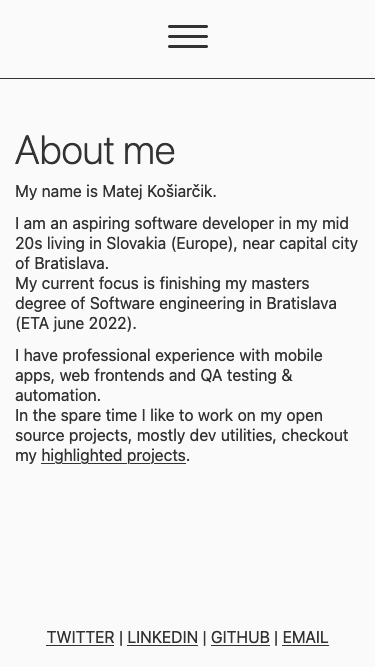 About me
My name is Matej Košiarčik.
I am an aspiring software developer in my mid
20s living in Slovakia (Europe), near capital city
of Bratislava.
My current focus is finishing my masters
degree of Software engineering in Bratislava
(ETA june 2022).
I have professional experience with mobile
apps, web frontends and QA testing &
automation.
In the spare time I like to work on my open
source projects, mostly dev utilities, checkout
my highlighted projects.
TWITTER | LINKEDIN | GITHUB | EMAIL